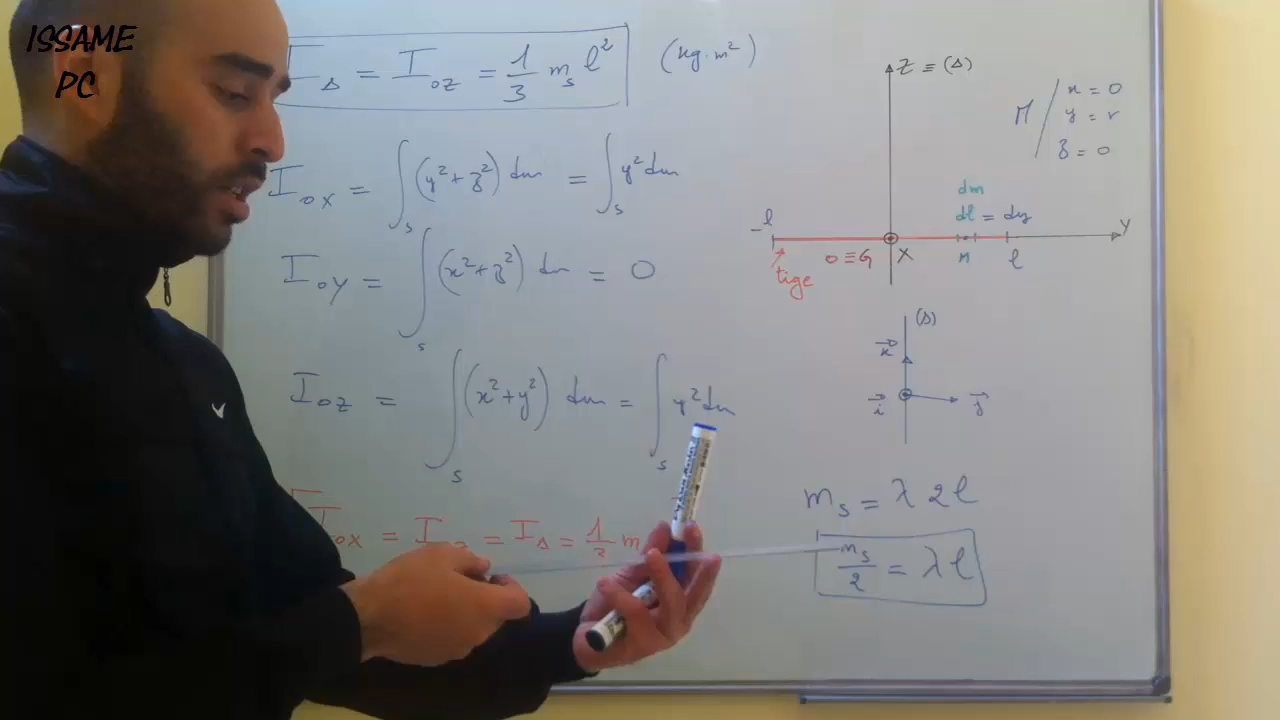 ISSAME
PC
I_Δ = I_OZ = 1/3 m_s l² (kg·m²)
I_OX = ∫_S (y² + z²) dm = ∫_S y² dm
I_OY = ∫_S (x² + z²) dm = 0
I_OZ = ∫_S (x² + y²) dm = ∫_S y² dm
I_OX = I = I_Δ = 1/3 m
Z ≡ (Δ)
M / x = 0
y = r
z = 0
dm
dl = dy
-l
Y
O ≡ G
X
M
l
tige
(Δ)
k⃗
i⃗
j⃗
m_s = λ 2l
m_s/2 = λ l